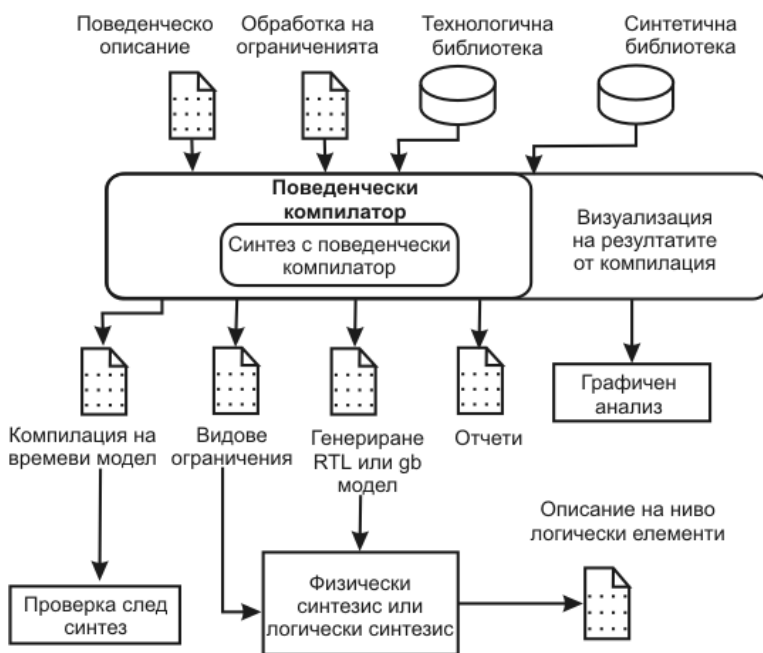 Поведенческо
описание
Обработка на
ограниченията
Технологична
библиотека
Синтетична
библиотека
Поведенчески
компилатор
Синтез с поведенчески
компилатор
Визуализация
на резултатите
от компилация
Графичен
анализ
Компилация на
времеви модел
Видове
ограничения
Генериране
RTL или gb
модел
Отчети
Описание на ниво
логически елементи
Проверка след
синтез
Физически
синтезис или
логически синтезис